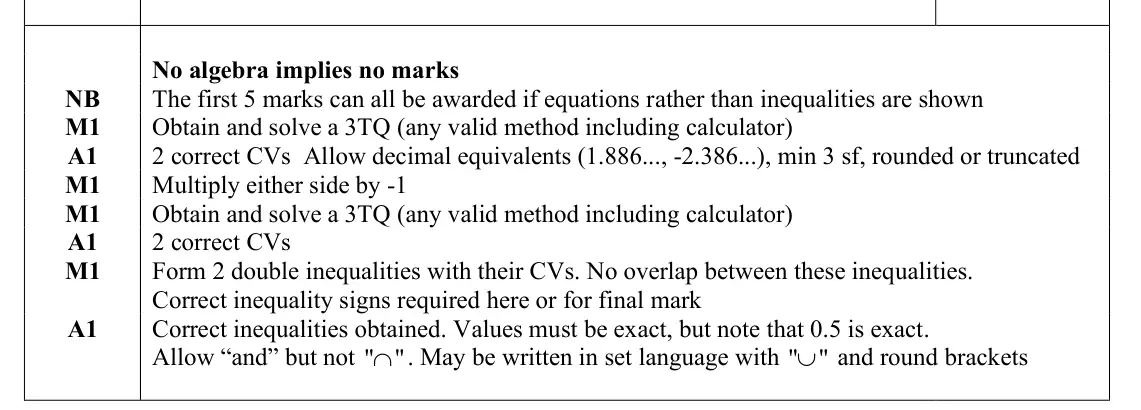 No algebra implies no marks
NB The first 5 marks can all be awarded if equations rather than inequalities are shown
M1 Obtain and solve a 3TQ (any valid method including calculator)
A1 2 correct CVs Allow decimal equivalents (1.886..., -2.386...), min 3 sf, rounded or truncated
M1 Multiply either side by -1
M1 Obtain and solve a 3TQ (any valid method including calculator)
A1 2 correct CVs
M1 Form 2 double inequalities with their CVs. No overlap between these inequalities.
Correct inequality signs required here or for final mark
A1 Correct inequalities obtained. Values must be exact, but note that 0.5 is exact.
Allow “and” but not "∩". May be written in set language with "∪" and round brackets